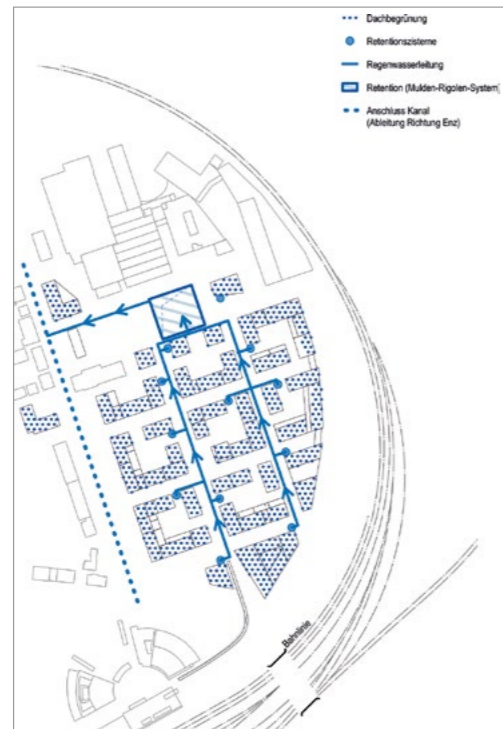 Dachbegrünung
Retentionszisterne
Regenwasserleitung
Retention (Mulden-Rigolen-System)
Anschluss Kanal
(Ableitung Richtung Enz)
Bahnlinie